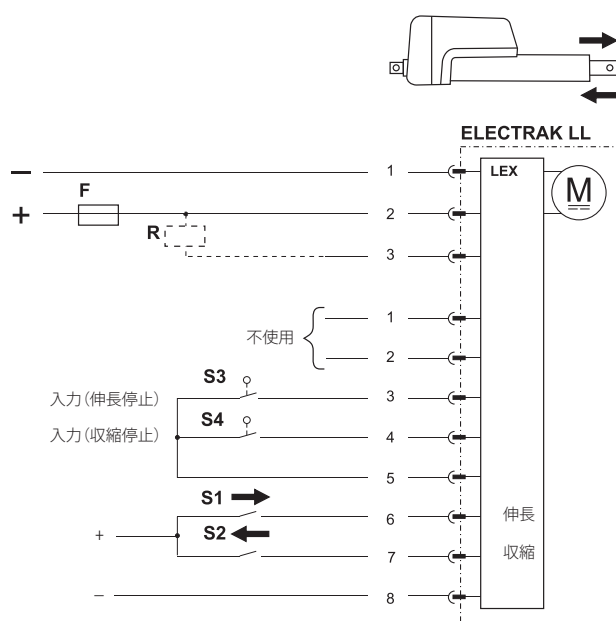 ELECTRAK LL
− 1 LEX M
F
+ 2
R
3
1
不使用
2
S3
入力（伸長停止） 3
S4
入力（収縮停止） 4
5
S1
6 伸長
+ S2
7 収縮
− 8